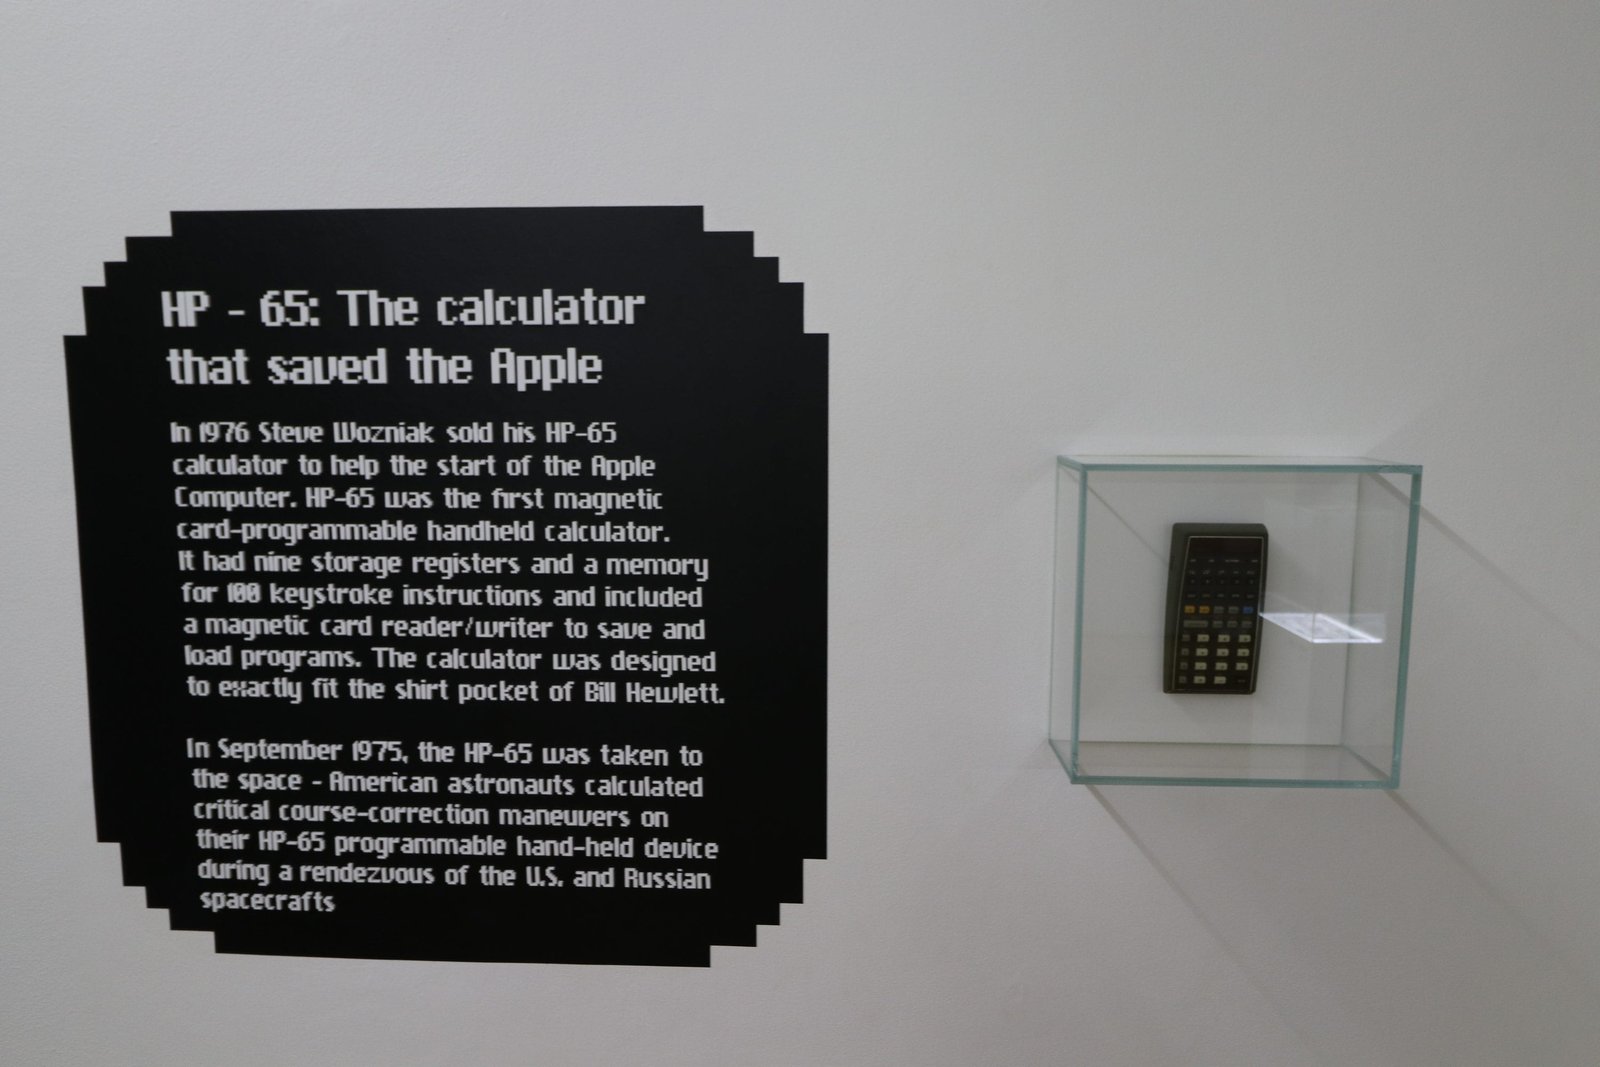 HP - 65: The calculator
that saved the Apple
In 1976 Steve Wozniak sold his HP-65
calculator to help the start of the Apple
Computer. HP-65 was the first magnetic
card-programmable handheld calculator.
It had nine storage registers and a memory
for 100 keystroke instructions and included
a magnetic card reader/writer to save and
load programs. The calculator was designed
to exactly fit the shirt pocket of Bill Hewlett.
In September 1975, the HP-65 was taken to
the space - American astronauts calculated
critical course-correction maneuvers on
their HP-65 programmable hand-held device
during a rendezvous of the U.S. and Russian
spacecrafts